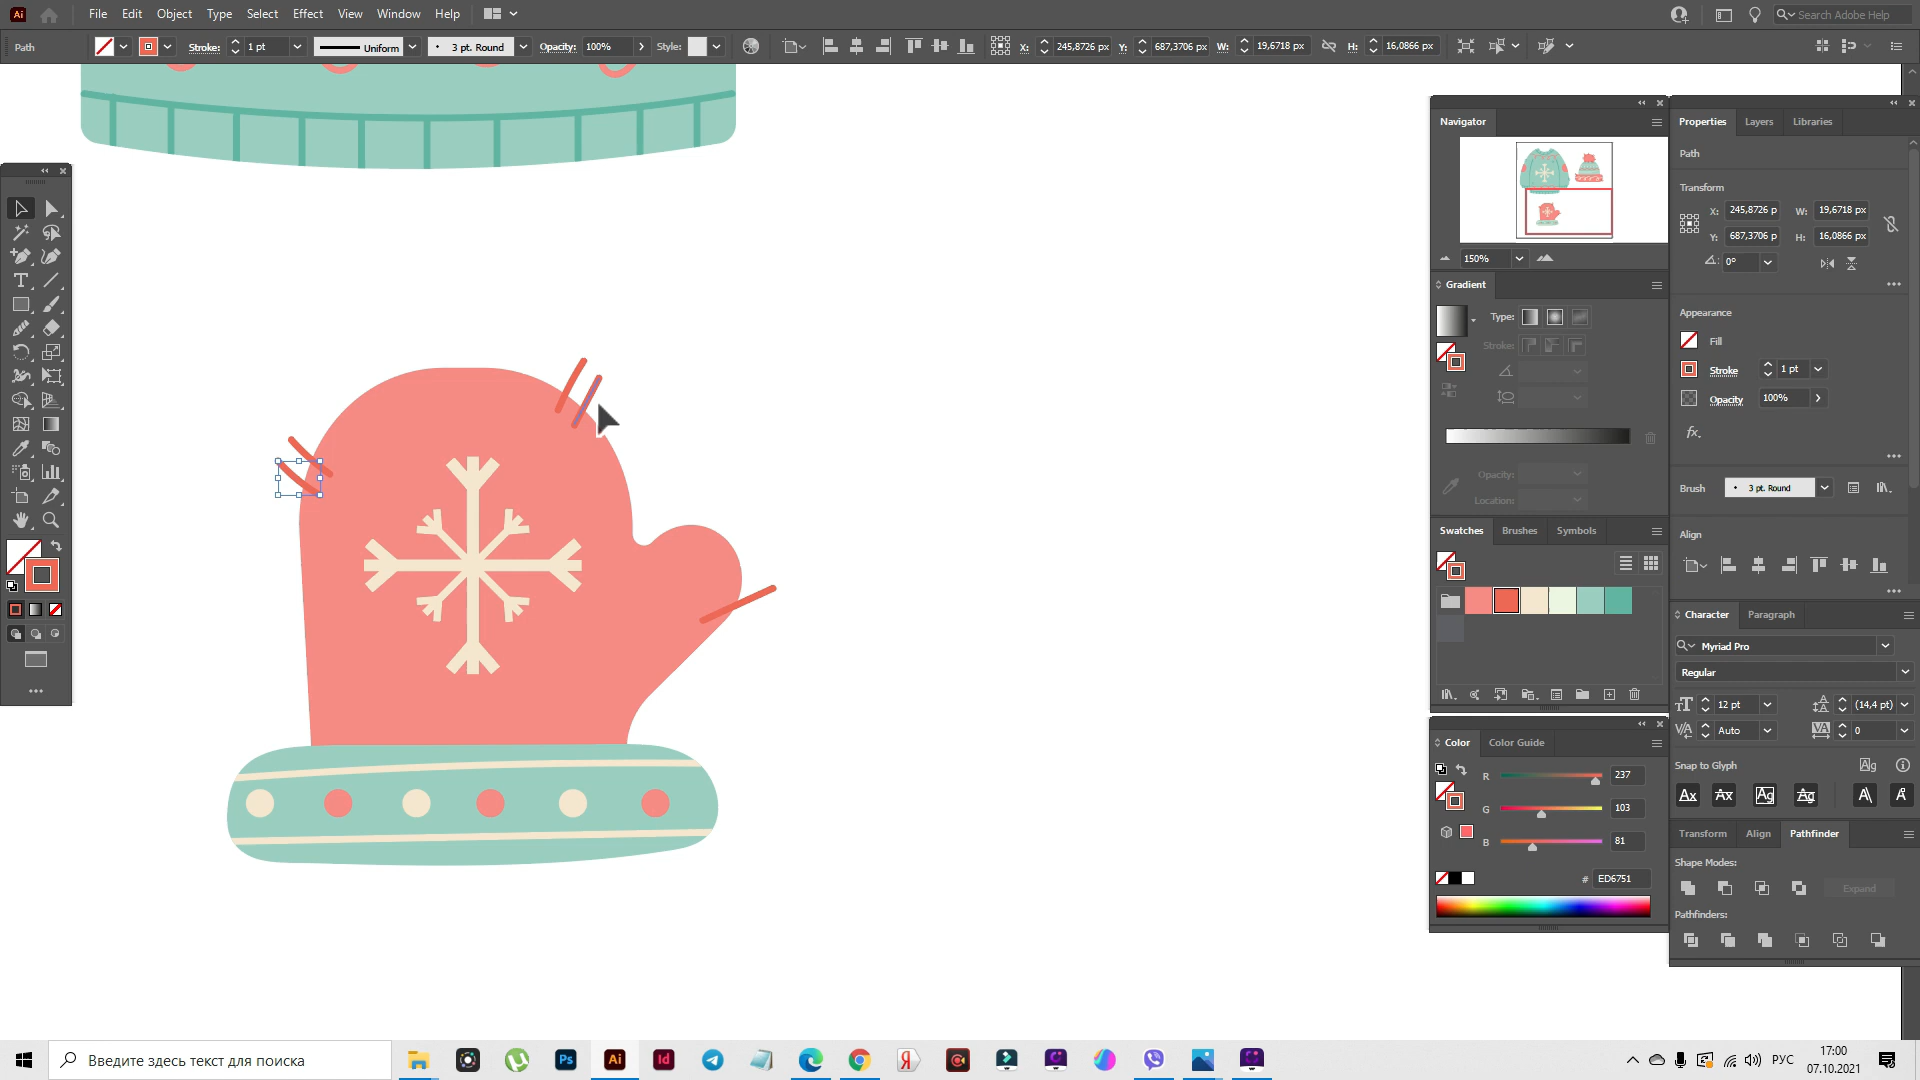 Ai File Edit Object Type Select Effect View Window Help Search Adobe Help
Path Stroke: 1 pt Uniform 3 pt. Round Opacity: 100% Style: X: 245,8726 px Y: 687,3706 px W: 19,6718 px H: 16,0866 px
Navigator
150%
Gradient
Type:
Stroke:
Opacity:
Location:
Swatches Brushes Symbols
Color Color Guide
R 237
G 103
B 81
# ED6751
Properties Layers Libraries
Path
Transform
X: 245,8726 p W: 19,6718 px
Y: 687,3706 p H: 16,0866 px
0°
Appearance
Fill
Stroke 1 pt
Opacity 100%
fx.
Brush 3 pt. Round
Align
Character Paragraph
Myriad Pro
Regular
12 pt (14,4 pt)
Auto 0
Snap to Glyph
Transform Align Pathfinder
Shape Modes:
Expand
Pathfinders:
Введите здесь текст для поиска
Ps Ai Id
РУС
17:00
07.10.2021